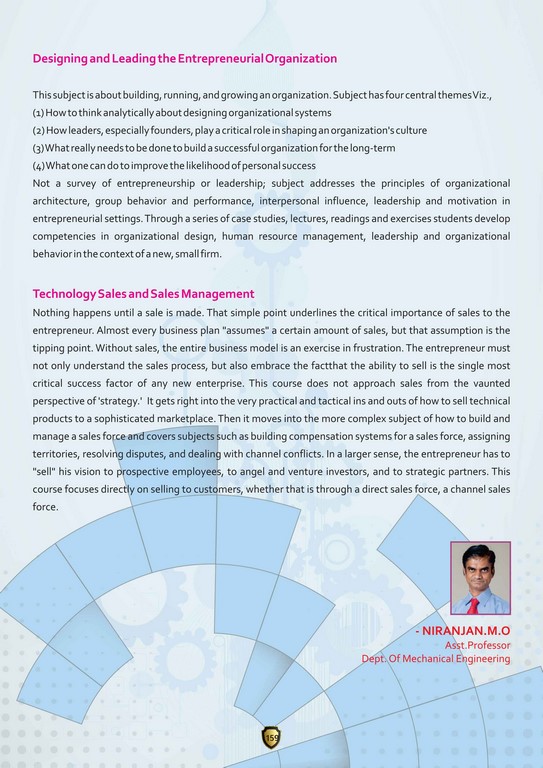 Designing and Leading the Entrepreneurial Organization
This subject is about building, running, and growing an organization. Subject has four central themes Viz.,
(1) How to think analytically about designing organizational systems
(2) How leaders, especially founders, play a critical role in shaping an organization's culture
(3) What really needs to be done to build a successful organization for the long-term
(4) What one can do to improve the likelihood of personal success
Not a survey of entrepreneurship or leadership; subject addresses the principles of organizational
architecture, group behavior and performance, interpersonal influence, leadership and motivation in
entrepreneurial settings. Through a series of case studies, lectures, readings and exercises students develop
competencies in organizational design, human resource management, leadership and organizational
behavior in the context of a new, small firm.
Technology Sales and Sales Management
Nothing happens until a sale is made. That simple point underlines the critical importance of sales to the
entrepreneur. Almost every business plan "assumes" a certain amount of sales, but that assumption is the
tipping point. Without sales, the entire business model is an exercise in frustration. The entrepreneur must
not only understand the sales process, but also embrace the factthat the ability to sell is the single most
critical success factor of any new enterprise. This course does not approach sales from the vaunted
perspective of 'strategy.' It gets right into the very practical and tactical ins and outs of how to sell technical
products to a sophisticated marketplace. Then it moves into the more complex subject of how to build and
manage a sales force and covers subjects such as building compensation systems for a sales force, assigning
territories, resolving disputes, and dealing with channel conflicts. In a larger sense, the entrepreneur has to
"sell" his vision to prospective employees, to angel and venture investors, and to strategic partners. This
course focuses directly on selling to customers, whether that is through a direct sales force, a channel sales
force.
- NIRANJAN.M.O
Asst.Professor
Dept. Of Mechanical Engineering
159